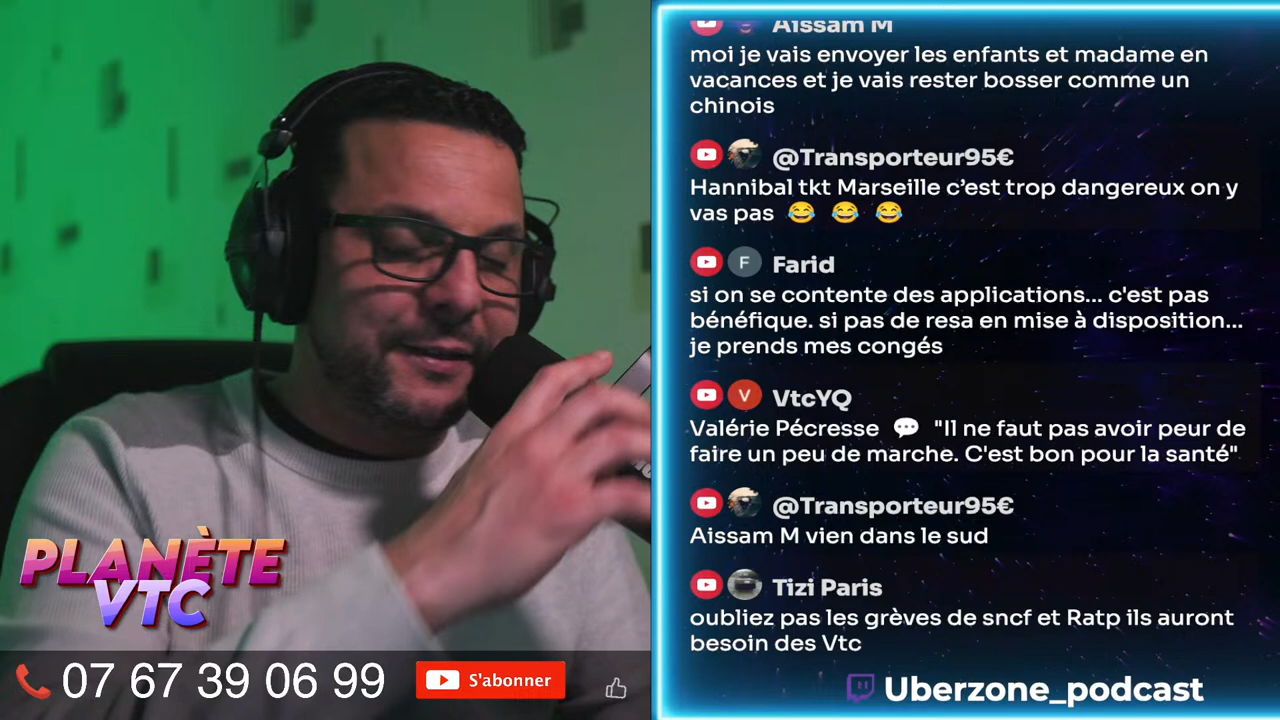 PLANÈTE
VTC
07 67 39 06 99
S'abonner
Aissam M
moi je vais envoyer les enfants et madame en
vacances et je vais rester bosser comme un
chinois
@Transporteur95€
Hannibal tkt Marseille c'est trop dangereux on y
vas pas 😂 😂 😂
F
Farid
si on se contente des applications... c'est pas
bénéfique. si pas de resa en mise à disposition...
je prends mes congés
V
VtcYQ
Valérie Pécresse 💬 "Il ne faut pas avoir peur de
faire un peu de marche. C'est bon pour la santé"
@Transporteur95€
Aissam M vien dans le sud
Tizi Paris
oubliez pas les grèves de sncf et Ratp ils auront
besoin des Vtc
Uberzone_podcast